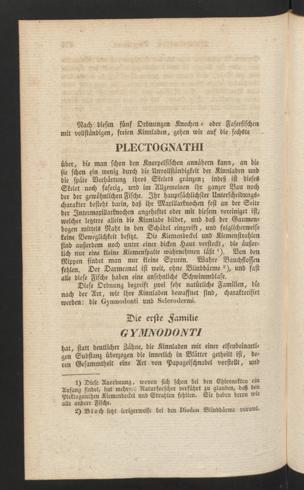 Nach diesen fünf Ordnungen Knochen- oder Faserfischen
mit vollständigen, freien Kinnladen, gehen wir auf die sechste
PLECTOGNATHI
über, die man schon den Knorpelfischen annähern kann, an die
sie schon ein wenig durch die Unvollständigkeit der Kinnladen und
die späte Verhärtung ihres Skelets gränzen; indeß ist dieses
Skelet noch faserig, und im Allgemeinen ihr ganzer Bau noch
der der gewöhnlichen Fische. Ihr hauptsächlichster Unterscheidungs-
charakter besteht darin, daß ihr Maxillarknochen fest an der Seite
der Intermaxillarknochen angeheftet oder mit diesem vereiniget ist,
welcher letztere allein die Kinnlade bildet, und daß der Gaumen-
bogen mittels Naht in den Schädel eingreift, und folgsicherweise
keine Beweglichkeit besitzt. Die Kiemendeckel und Kiemenstrahlen
sind außerdem noch unter einer dicken Haut versteckt, die äußer-
lich nur eine kleine Kiemenspalte wahrnehmen läßt ¹). Von den
Rippen findet man nur kleine Spuren. Wahre Bauchflossen
fehlen. Der Darmcanal ist weit, ohne Blinddärme ²), und fast
alle diese Fische haben eine ansehnliche Schwimmblase.
Diese Ordnung begreift zwei sehr natürliche Familien, die
nach der Art, wie ihre Kinnladen bewaffnet sind, charakterisirt
werden: die Gymnodonti und Sclerodermi.
Die erste Familie
GYMNODONTI
hat, statt deutlicher Zähne, die Kinnladen mit einer elfenbeinarti-
gen Substanz überzogen die innerlich in Blätter getheilt ist, de-
ren Gesammtheit eine Art von Papageischnabel vorstellt, und
1) Diese Anordnung, wovon sich schon bei den Chironekten ein
Anfang findet, hat mehrere Naturforscher verführt zu glauben, daß den
Plektognathen Kiemendeckel und Strahlen fehlen. Sie haben deren wie
alle andern Fische.
2) Bloch setzt irrigerweise bei den Diodon Blinddärme voraus.